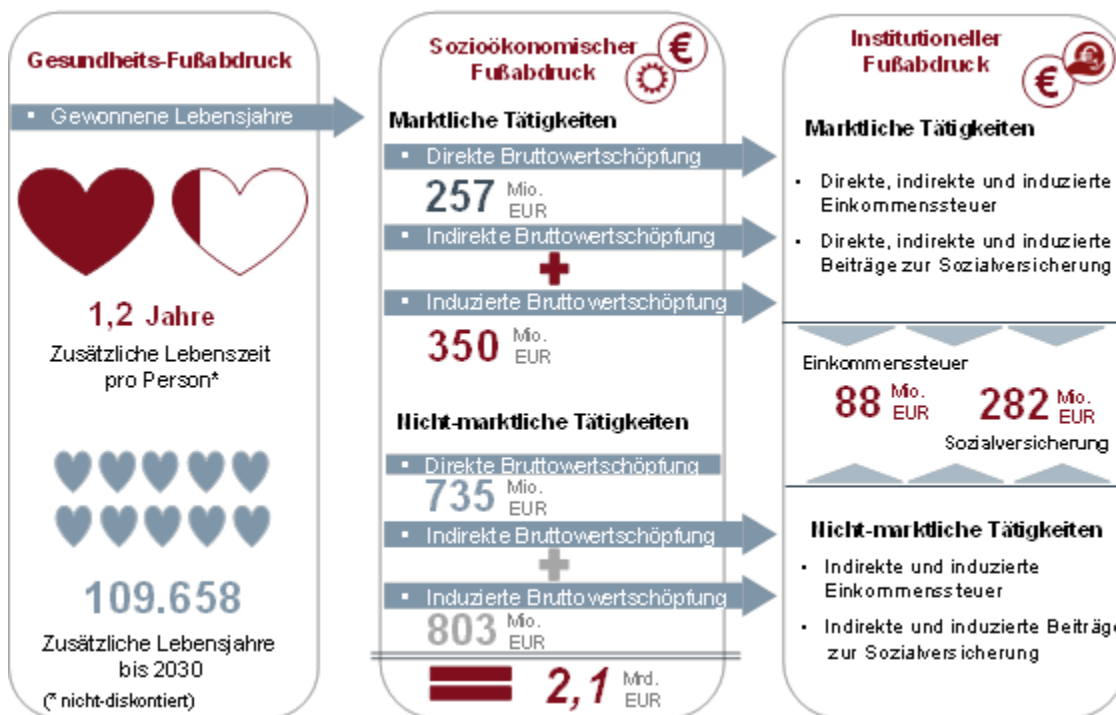 Gesundheits-Fußabdruck
▪ Gewonnene Lebensjahre
1,2 Jahre
Zusätzliche Lebenszeit
pro Person*
109.658
Zusätzliche Lebensjahre
bis 2030
(* nicht-diskontiert)
Sozioökonomischer
Fußabdruck
€
Marktliche Tätigkeiten
▪ Direkte Bruttowertschöpfung
257 Mio.
EUR
▪ Indirekte Bruttowertschöpfung
+
▪ Induzierte Bruttowertschöpfung
350 Mio.
EUR
Nicht-marktliche Tätigkeiten
▪ Direkte Bruttowertschöpfung
735 Mio.
EUR
▪ Indirekte Bruttowertschöpfung
+
▪ Induzierte Bruttowertschöpfung
803 Mio.
EUR
= 2,1 Mrd.
EUR
Institutioneller
Fußabdruck
€ €
Marktliche Tätigkeiten
• Direkte, indirekte und induzierte
Einkommenssteuer
• Direkte, indirekte und induzierte
Beiträge zur Sozialversicherung
Einkommenssteuer
88 Mio.
EUR
282 Mio.
EUR
Sozialversicherung
Nicht-marktliche Tätigkeiten
• Indirekte und induzierte
Einkommenssteuer
• Indirekte und induzierte Beiträge
zur Sozialversicherung